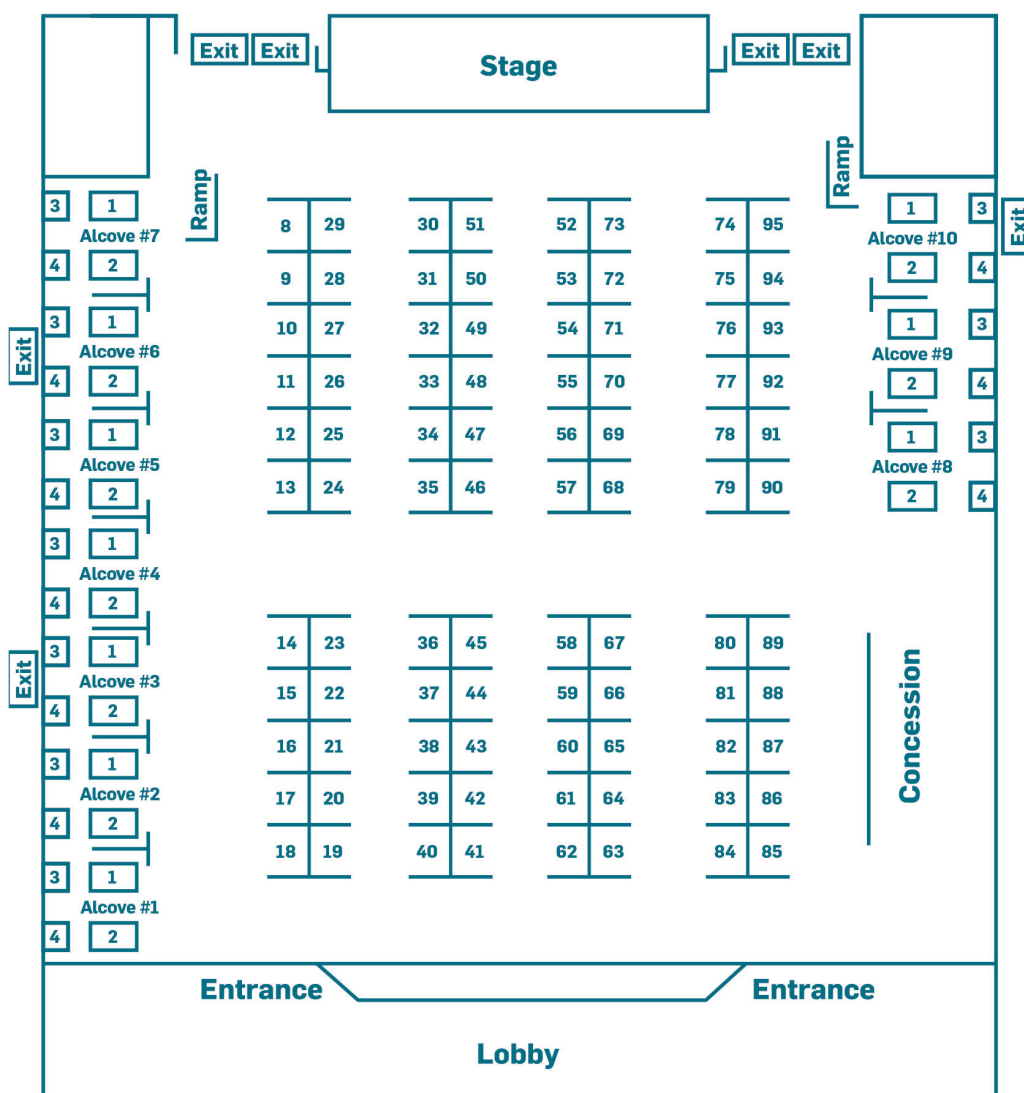 Exit Exit Stage Exit Exit
Ramp Ramp
3 1 1 3
Alcove #7 Alcove #10 Exit
4 2 2 4
8 29 30 51 52 73 74 95
9 28 31 50 53 72 75 94
3 1 10 27 32 49 54 71 76 93 1 3
Exit Alcove #6 Alcove #9
4 2 11 26 33 48 55 70 77 92 2 4
3 1 12 25 34 47 56 69 78 91 1 3
Alcove #5 Alcove #8
4 2 13 24 35 46 57 68 79 90 2 4
3 1
Alcove #4
4 2
3 1 14 23 36 45 58 67 80 89
Exit Alcove #3
4 2 15 22 37 44 59 66 81 88
Concession
3 1 16 21 38 43 60 65 82 87
Alcove #2
4 2 17 20 39 42 61 64 83 86
3 1 18 19 40 41 62 63 84 85
Alcove #1
4 2
Entrance Entrance
Lobby